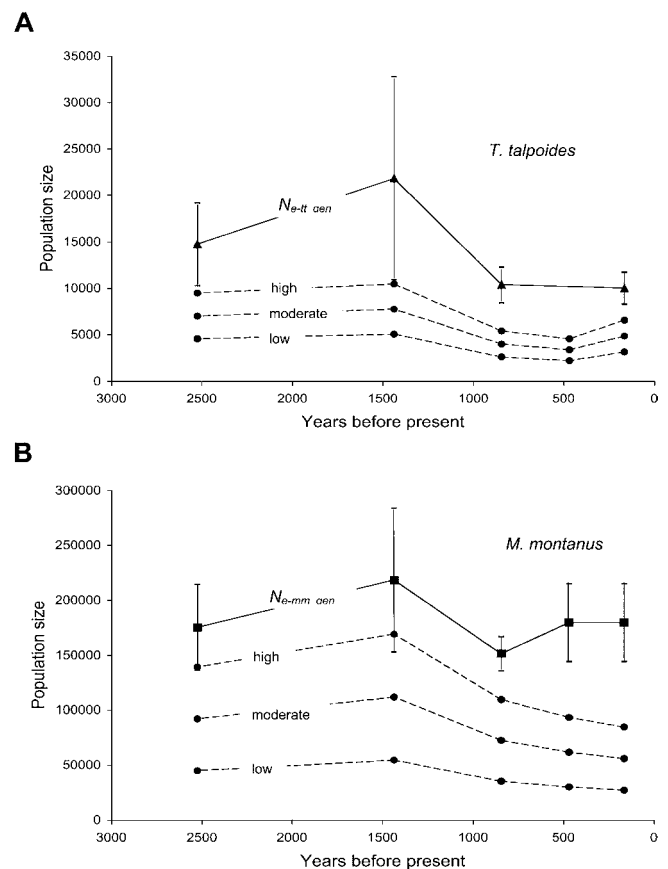 A
35000
30000
25000
20000
15000
10000
5000
0
Population size
T. talpoides
Ne-tt gen
high
moderate
low
3000 2500 2000 1500 1000 500 0
Years before present
B
300000
250000
200000
150000
100000
50000
0
Population size
M. montanus
Ne-mm gen
high
moderate
low
3000 2500 2000 1500 1000 500 0
Years before present